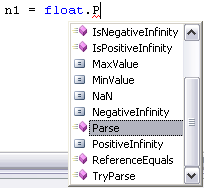 n1 = float.P
IsNegativeInfinity
IsPositiveInfinity
MaxValue
MinValue
NaN
NegativeInfinity
Parse
PositiveInfinity
ReferenceEquals
TryParse